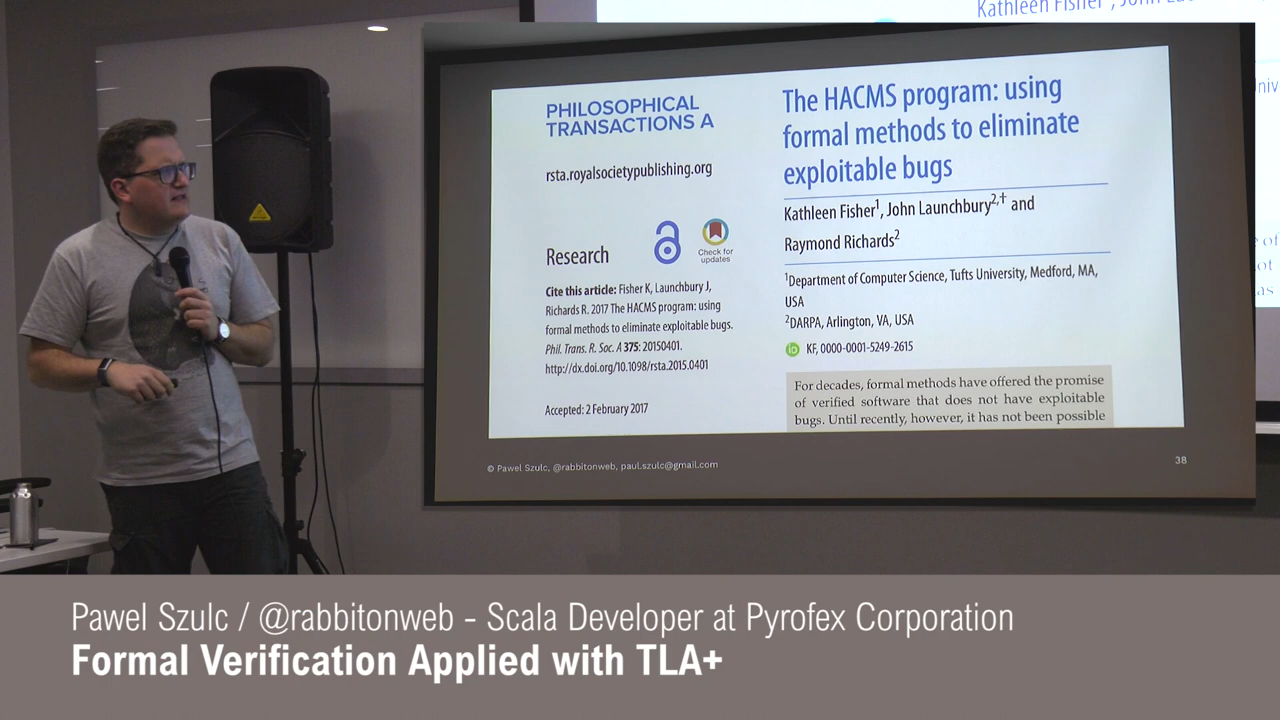 Kathleen Fisher
PHILOSOPHICAL
TRANSACTIONS A
rsta.royalsocietypublishing.org
Research
Check for
updates
Cite this article: Fisher K, Launchbury J,
Richards R. 2017 The HACMS program: using
formal methods to eliminate exploitable bugs.
Phil. Trans. R. Soc. A 375: 20150401.
http://dx.doi.org/10.1098/rsta.2015.0401
Accepted: 2 February 2017
The HACMS program: using
formal methods to eliminate
exploitable bugs
Kathleen Fisher1, John Launchbury2,† and
Raymond Richards2
1Department of Computer Science, Tufts University, Medford, MA,
USA
2DARPA, Arlington, VA, USA
iD KF, 0000-0001-5249-2615
For decades, formal methods have offered the promise
of verified software that does not have exploitable
bugs. Until recently, however, it has not been possible
© Pawel Szulc, @rabbitonweb, paul.szulc@gmail.com
38
Pawel Szulc / @rabbitonweb - Scala Developer at Pyrofex Corporation
Formal Verification Applied with TLA+